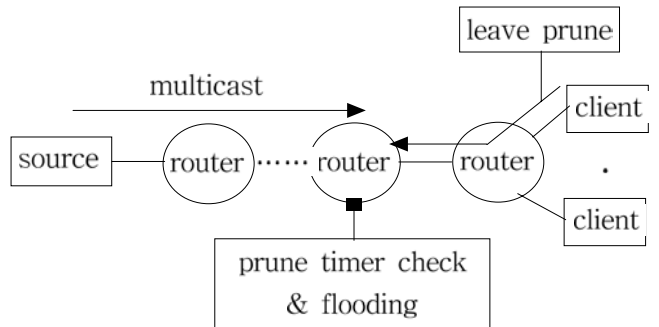 leave prune
multicast
client
source
router
······
router
router
.
client
prune timer check
& flooding